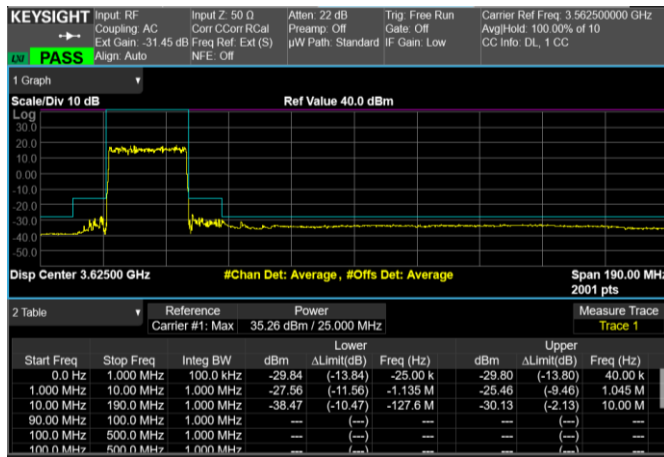 KEYSIGHT Input: RF Input Z: 50 Ω Atten: 22 dB Trig: Free Run Carrier Ref Freq: 3.562500000 GHz
Coupling: AC Corr CCorr RCal Preamp: Off Gate: Off Avg|Hold: 100.00% of 10
Ext Gain: -31.45 dB Freq Ref: Ext (S) µW Path: Standard IF Gain: Low CC Info: DL, 1 CC
LXI PASS Align: Auto NFE: Off
1 Graph
Scale/Div 10 dB Ref Value 40.0 dBm
Log
30.0
20.0
10.0
0.00
-10.0
-20.0
-30.0
-40.0
-50.0
Disp Center 3.62500 GHz #Chan Det: Average , #Offs Det: Average Span 190.00 MHz
2001 pts
2 Table Reference Power Measure Trace
Carrier #1: Max 35.26 dBm / 25.000 MHz Trace 1
Lower Upper
Start Freq Stop Freq Integ BW dBm ΔLimit(dB) Freq (Hz) dBm ΔLimit(dB) Freq (Hz)
0.0 Hz 1.000 MHz 100.0 kHz -29.84 (-13.84) -25.00 k -29.80 (-13.80) 40.00 k
1.000 MHz 10.00 MHz 1.000 MHz -27.56 (-11.56) -1.135 M -25.46 (-9.46) 1.045 M
10.00 MHz 190.0 MHz 1.000 MHz -38.47 (-10.47) -127.6 M -30.13 (-2.13) 10.00 M
90.00 MHz 100.0 MHz 1.000 MHz --- (---) --- --- (---) ---
100.0 MHz 500.0 MHz 1.000 MHz --- (---) --- --- (---) ---
100.0 MHz 500.0 MHz 1.000 MHz --- (---) --- --- (---) ---